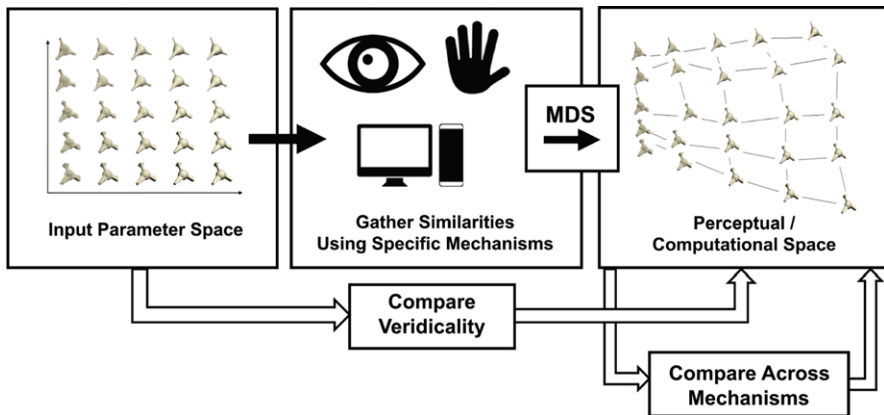 Input Parameter Space
Gather Similarities
Using Specific Mechanisms
MDS
Perceptual /
Computational Space
Compare
Veridicality
Compare Across
Mechanisms